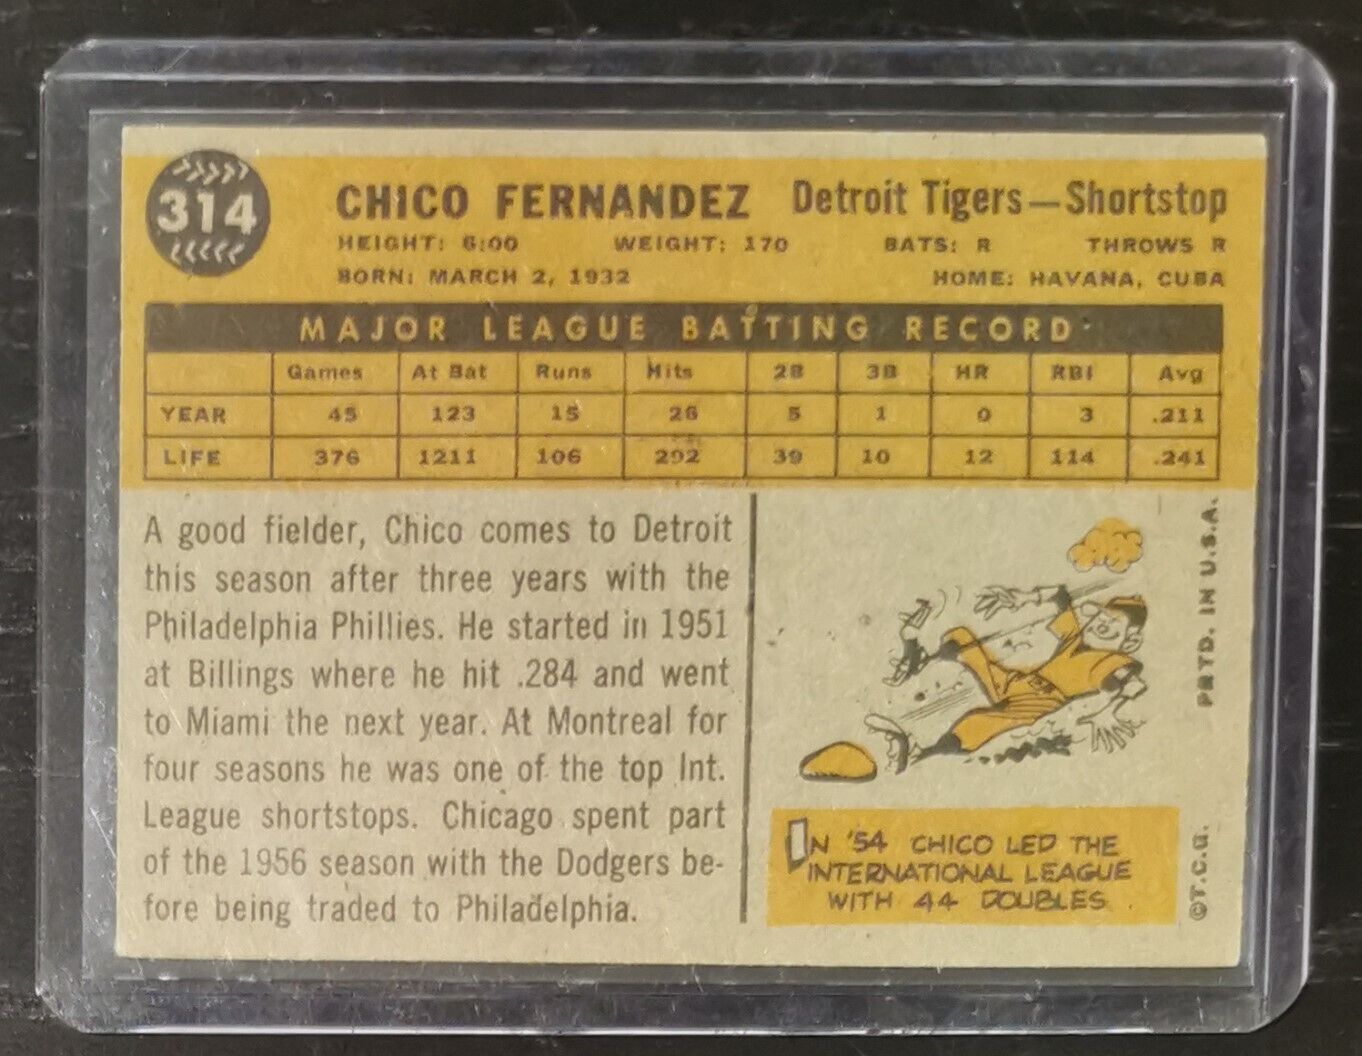 314
CHICO FERNANDEZ Detroit Tigers—Shortstop
HEIGHT: 6:00 WEIGHT: 170 BATS: R THROWS R
BORN: MARCH 2, 1932 HOME: HAVANA, CUBA
MAJOR LEAGUE BATTING RECORD
Games At Bat Runs Hits 2B 3B HR RBI Avg
YEAR 45 123 15 26 5 1 0 3 .211
LIFE 376 1211 106 292 39 10 12 114 .241
A good fielder, Chico comes to Detroit
this season after three years with the
Philadelphia Phillies. He started in 1951
at Billings where he hit .284 and went
to Miami the next year. At Montreal for
four seasons he was one of the top Int.
League shortstops. Chicago spent part
of the 1956 season with the Dodgers be-
fore being traded to Philadelphia.
IN '54 CHICO LED THE
INTERNATIONAL LEAGUE
WITH 44 DOUBLES
©T.C.G. PRTD. IN U.S.A.